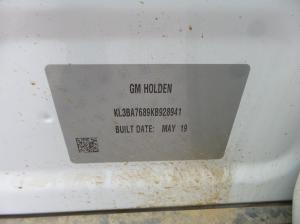 GM HOLDEN
KL3BA7689KB928941
BUILT DATE: MAY 19